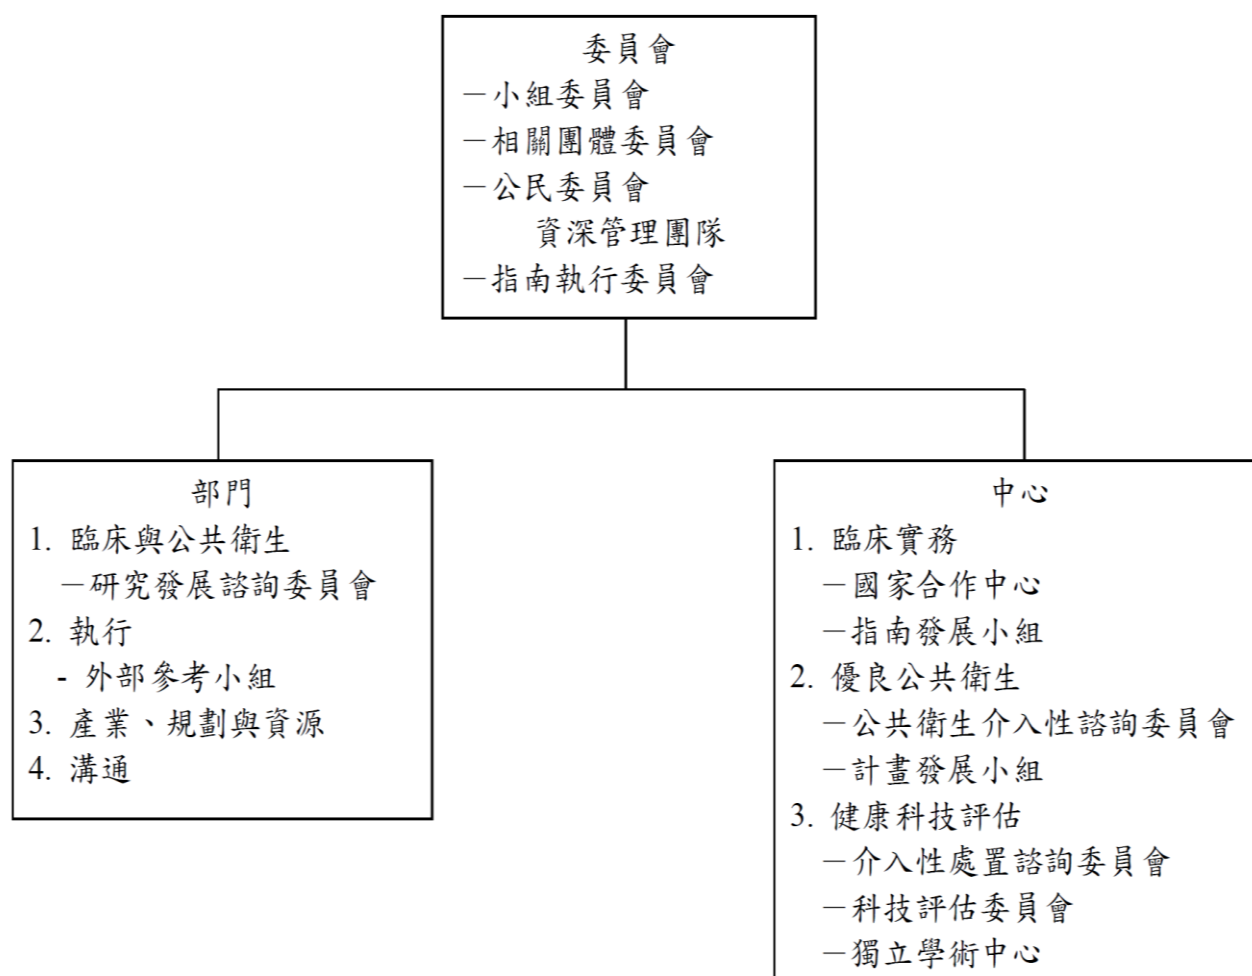 委員會
－小組委員會
－相關團體委員會
－公民委員會
資深管理團隊
－指南執行委員會
部門
1. 臨床與公共衛生
－研究發展諮詢委員會
2. 執行
- 外部參考小組
3. 產業、規劃與資源
4. 溝通
中心
1. 臨床實務
－國家合作中心
－指南發展小組
2. 優良公共衛生
－公共衛生介入性諮詢委員會
－計畫發展小組
3. 健康科技評估
－介入性處置諮詢委員會
－科技評估委員會
－獨立學術中心